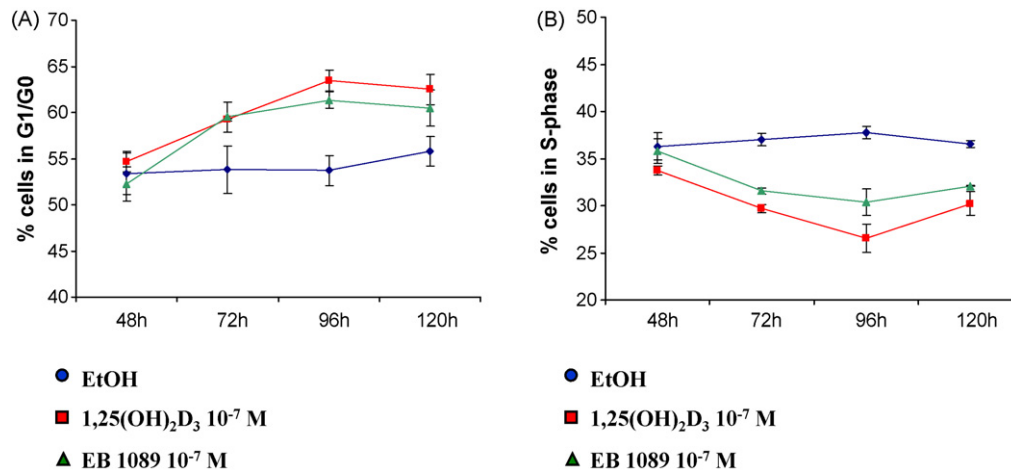 (A)
% cells in G1/G0
70
65
60
55
50
45
40
48h 72h 96h 120h
EtOH
1,25(OH)₂D₃ 10⁻⁷ M
EB 1089 10⁻⁷ M
(B)
% cells in S-phase
50
45
40
35
30
25
20
48h 72h 96h 120h
EtOH
1,25(OH)₂D₃ 10⁻⁷ M
EB 1089 10⁻⁷ M